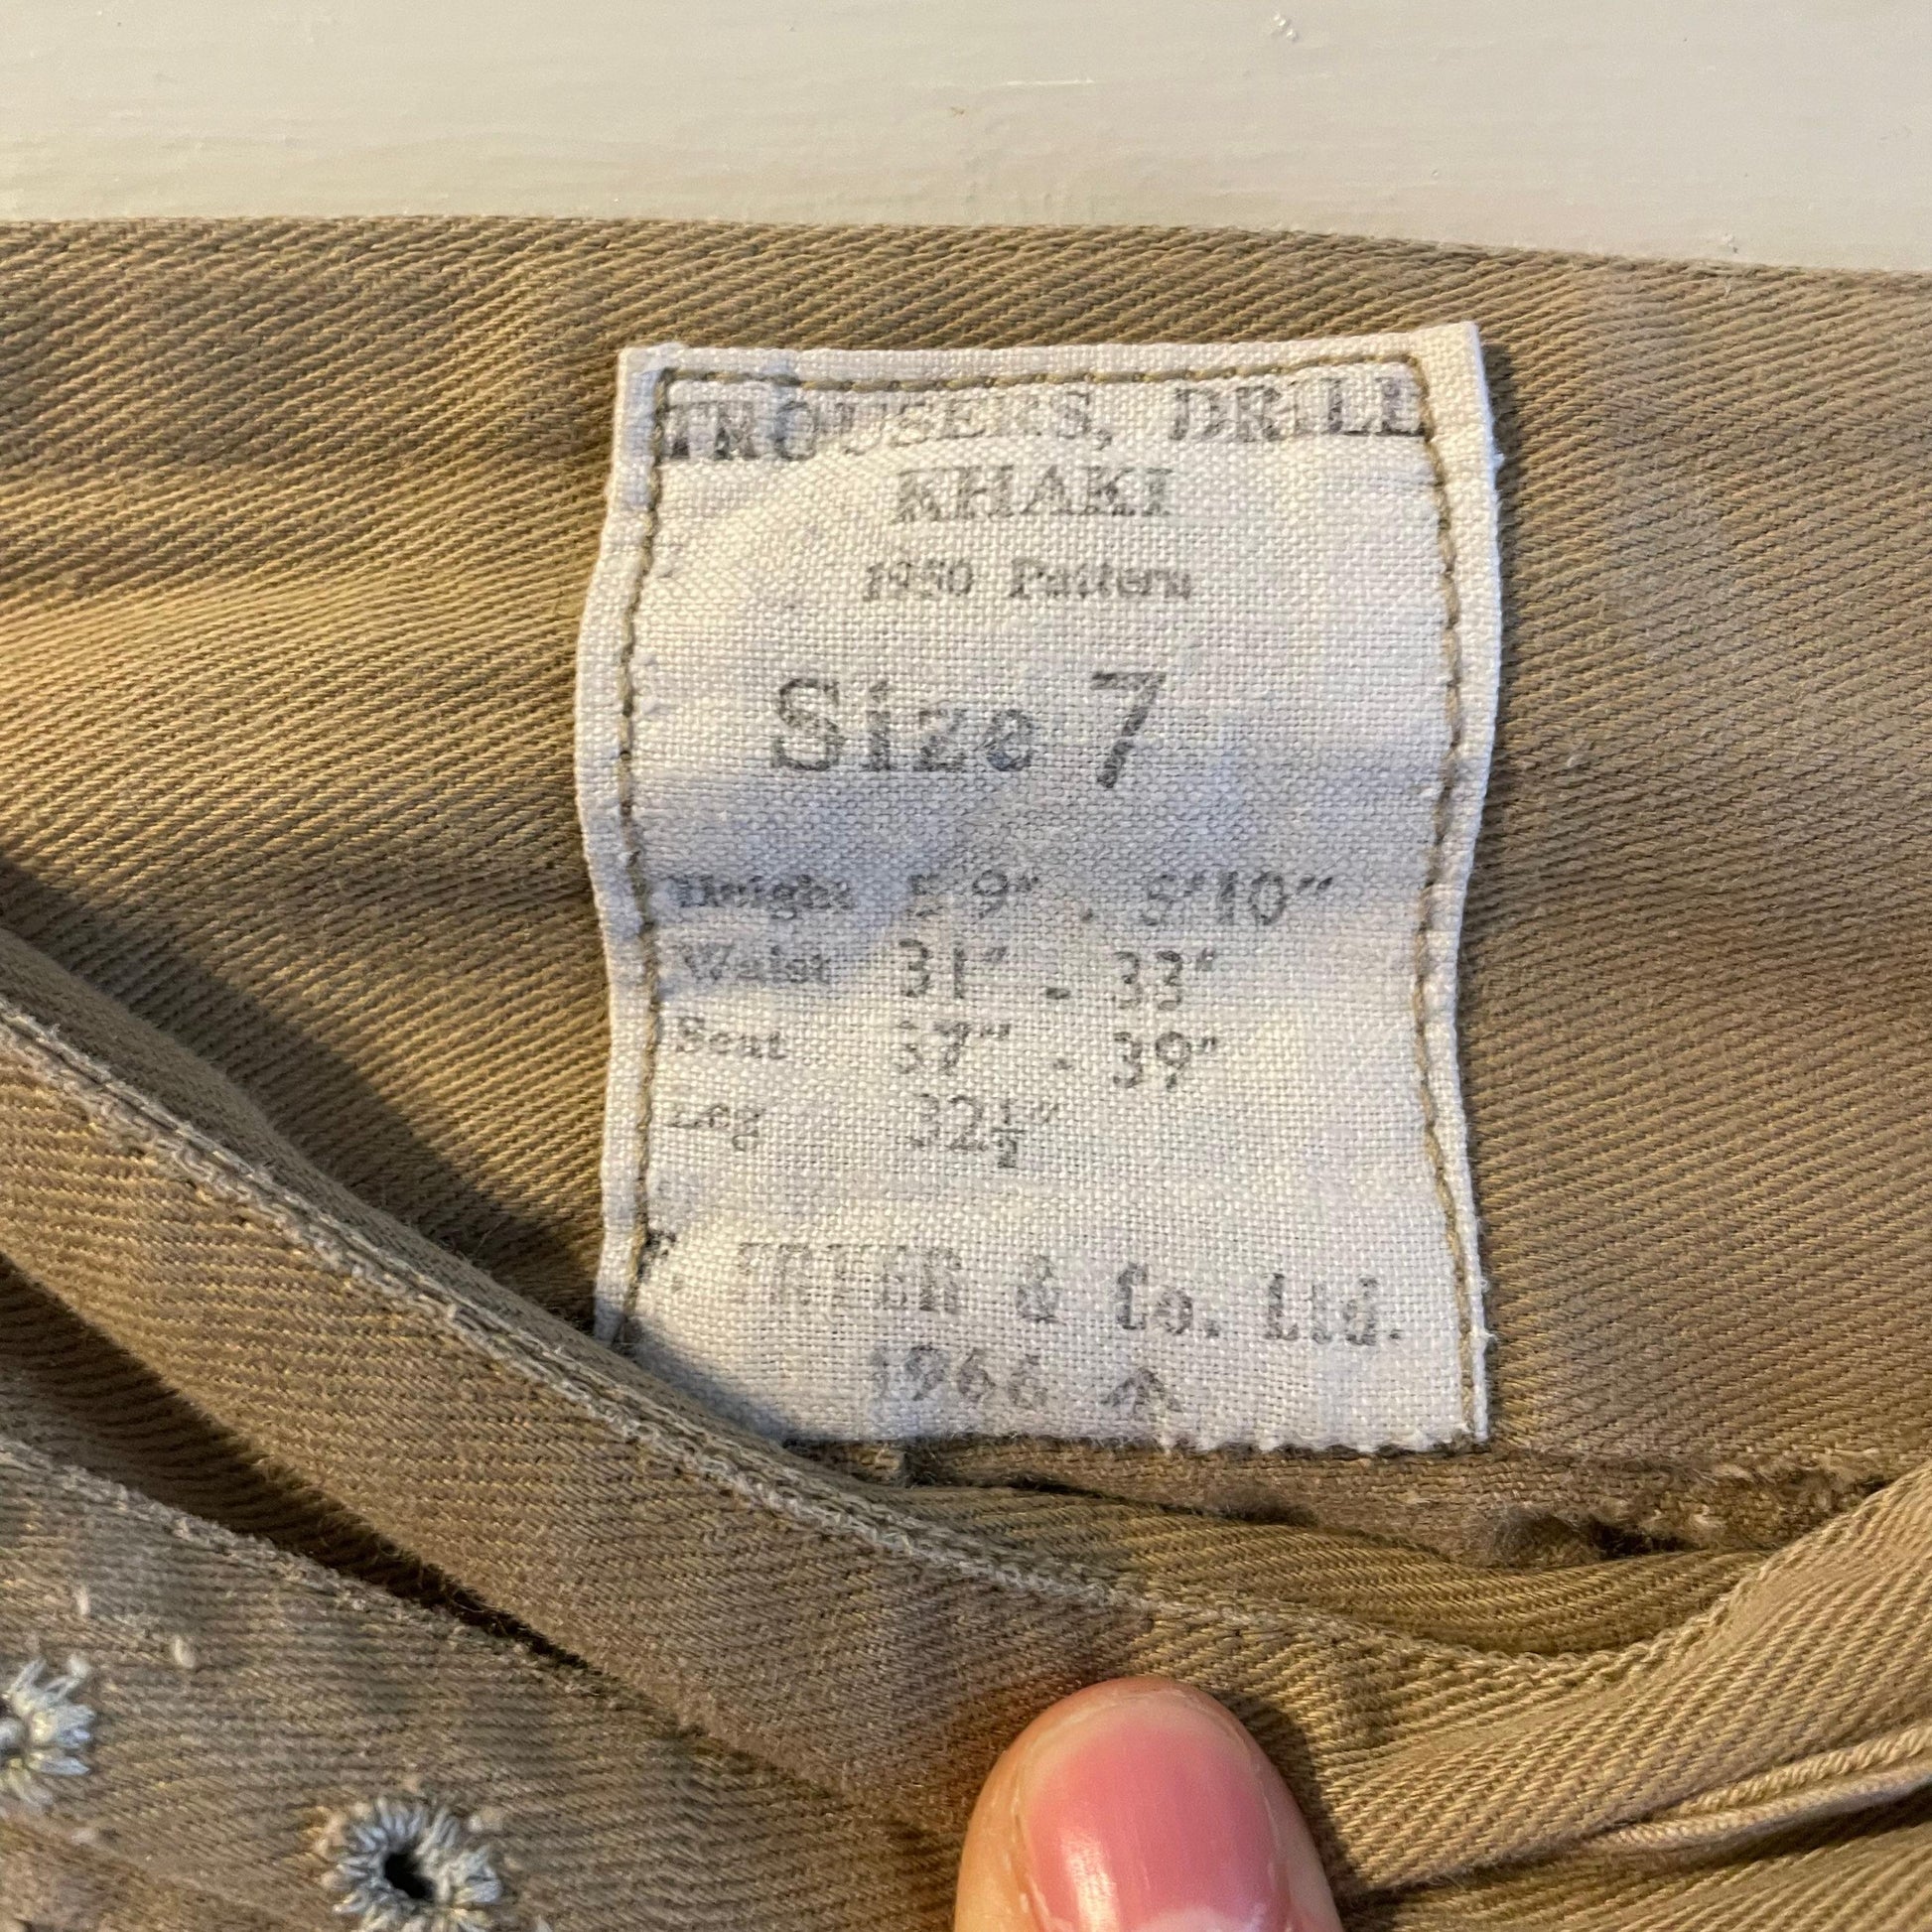 TROUSERS, DRILL
KHAKI
1950 Pattern
Size 7
Height 5'9" - 5'10"
Waist 31" - 33"
Seat 37" - 39"
Leg 32½"
& Co. Ltd.
1966 ↑